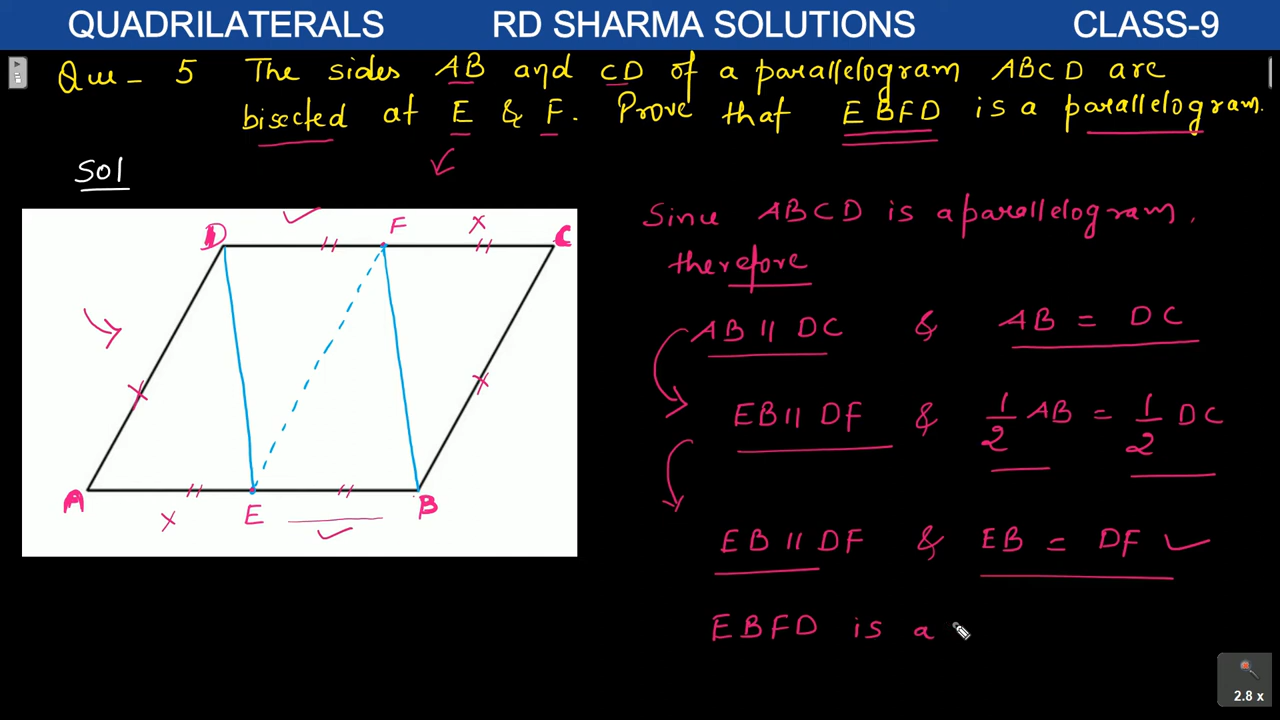 QUADRILATERALS RD SHARMA SOLUTIONS CLASS-9
Que - 5 The sides AB and CD of a parallelogram ABCD are
bisected at E & F. Prove that EBFD is a parallelogram.
Sol
Since ABCD is a parallelogram,
therefore
AB || DC & AB = DC
EB || DF & 1/2 AB = 1/2 DC
EB || DF & EB = DF ✓
EBFD is a
D F C
A E B
2.8 x